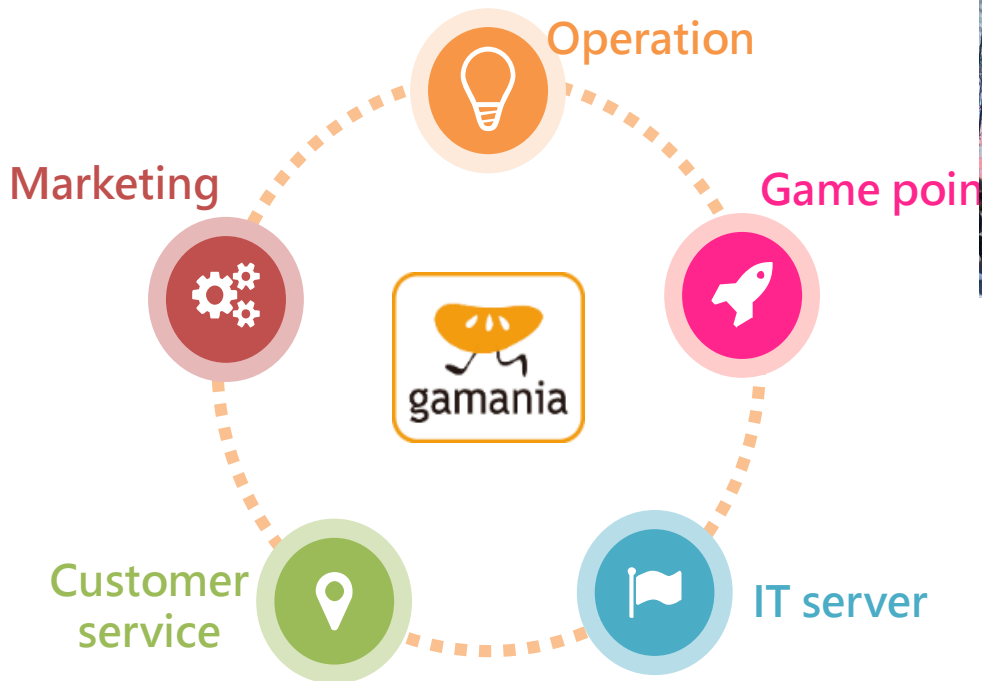 Operation
Marketing
Game poin
gamania
Customer
service
IT server